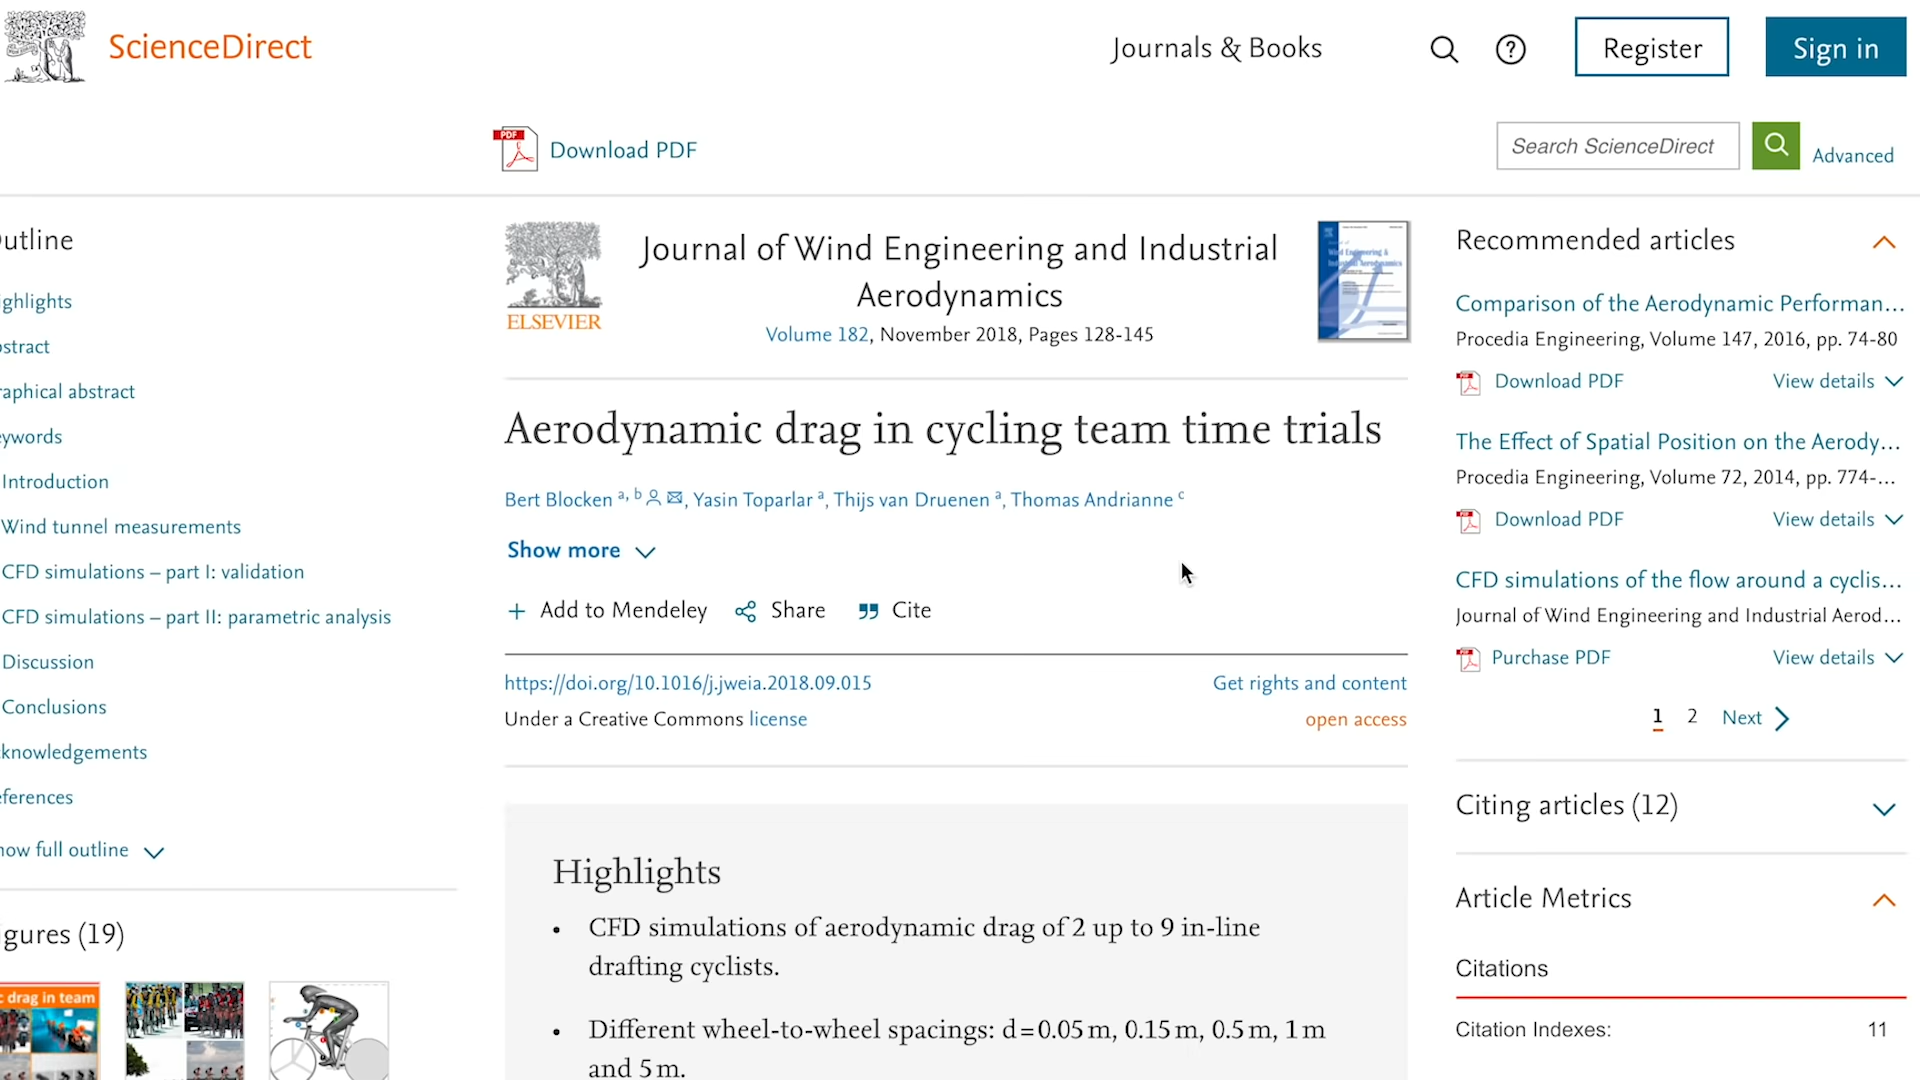 ScienceDirect
Journals & Books
Register
Sign in
Download PDF
Search ScienceDirect
Advanced
utline
ighlights
stract
raphical abstract
eywords
Introduction
Wind tunnel measurements
CFD simulations – part I: validation
CFD simulations – part II: parametric analysis
Discussion
Conclusions
knowledgements
eferences
how full outline
igures (19)
c drag in team
ELSEVIER
Journal of Wind Engineering and Industrial
Aerodynamics
Volume 182, November 2018, Pages 128-145
Aerodynamic drag in cycling team time trials
Bert Blocken a, b, Yasin Toparlar a, Thijs van Druenen a, Thomas Andrianne c
Show more
Add to Mendeley Share Cite
https://doi.org/10.1016/j.jweia.2018.09.015 Get rights and content
Under a Creative Commons license open access
Highlights
• CFD simulations of aerodynamic drag of 2 up to 9 in-line
drafting cyclists.
• Different wheel-to-wheel spacings: d=0.05 m, 0.15 m, 0.5 m, 1 m
and 5 m.
Recommended articles
Comparison of the Aerodynamic Performan...
Procedia Engineering, Volume 147, 2016, pp. 74-80
Download PDF View details
The Effect of Spatial Position on the Aerody...
Procedia Engineering, Volume 72, 2014, pp. 774-...
Download PDF View details
CFD simulations of the flow around a cyclis...
Journal of Wind Engineering and Industrial Aerod...
Purchase PDF View details
1 2 Next
Citing articles (12)
Article Metrics
Citations
Citation Indexes: 11